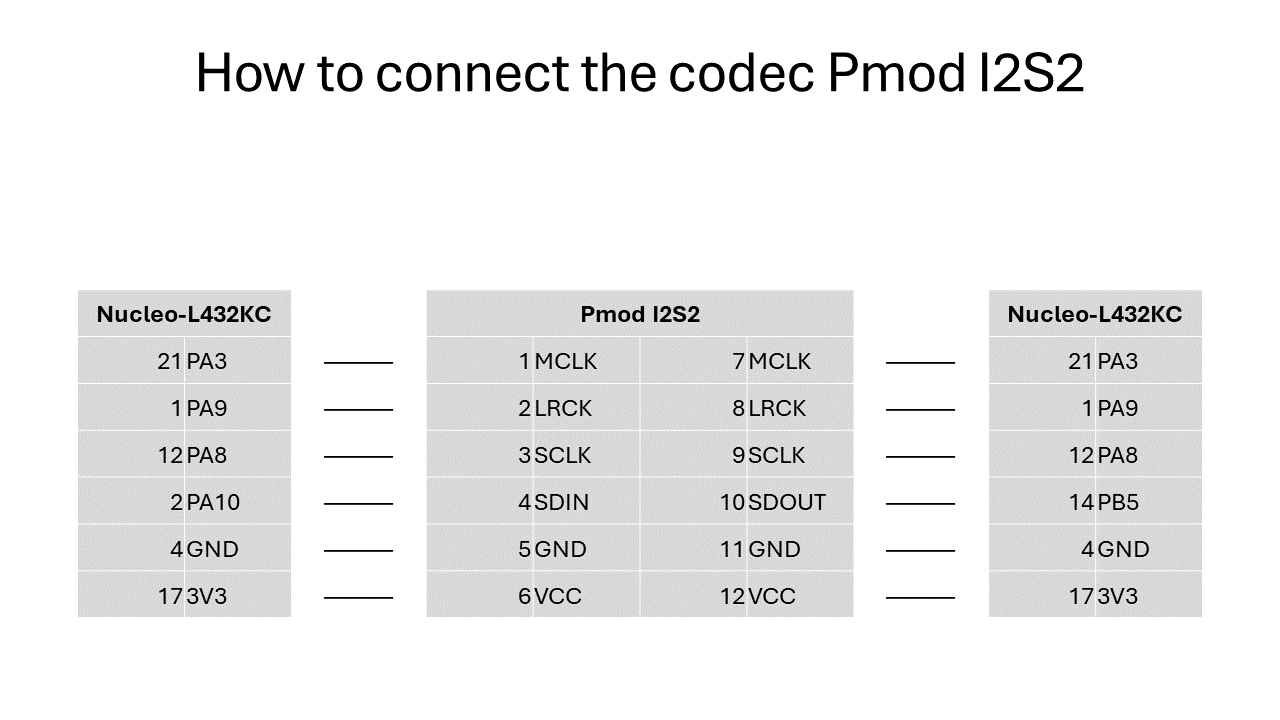 How to connect the codec Pmod I2S2
Nucleo-L432KC Pmod I2S2 Nucleo-L432KC
21 PA3 1 MCLK 7 MCLK 21 PA3
1 PA9 2 LRCK 8 LRCK 1 PA9
12 PA8 3 SCLK 9 SCLK 12 PA8
2 PA10 4 SDIN 10 SDOUT 14 PB5
4 GND 5 GND 11 GND 4 GND
17 3V3 6 VCC 12 VCC 17 3V3